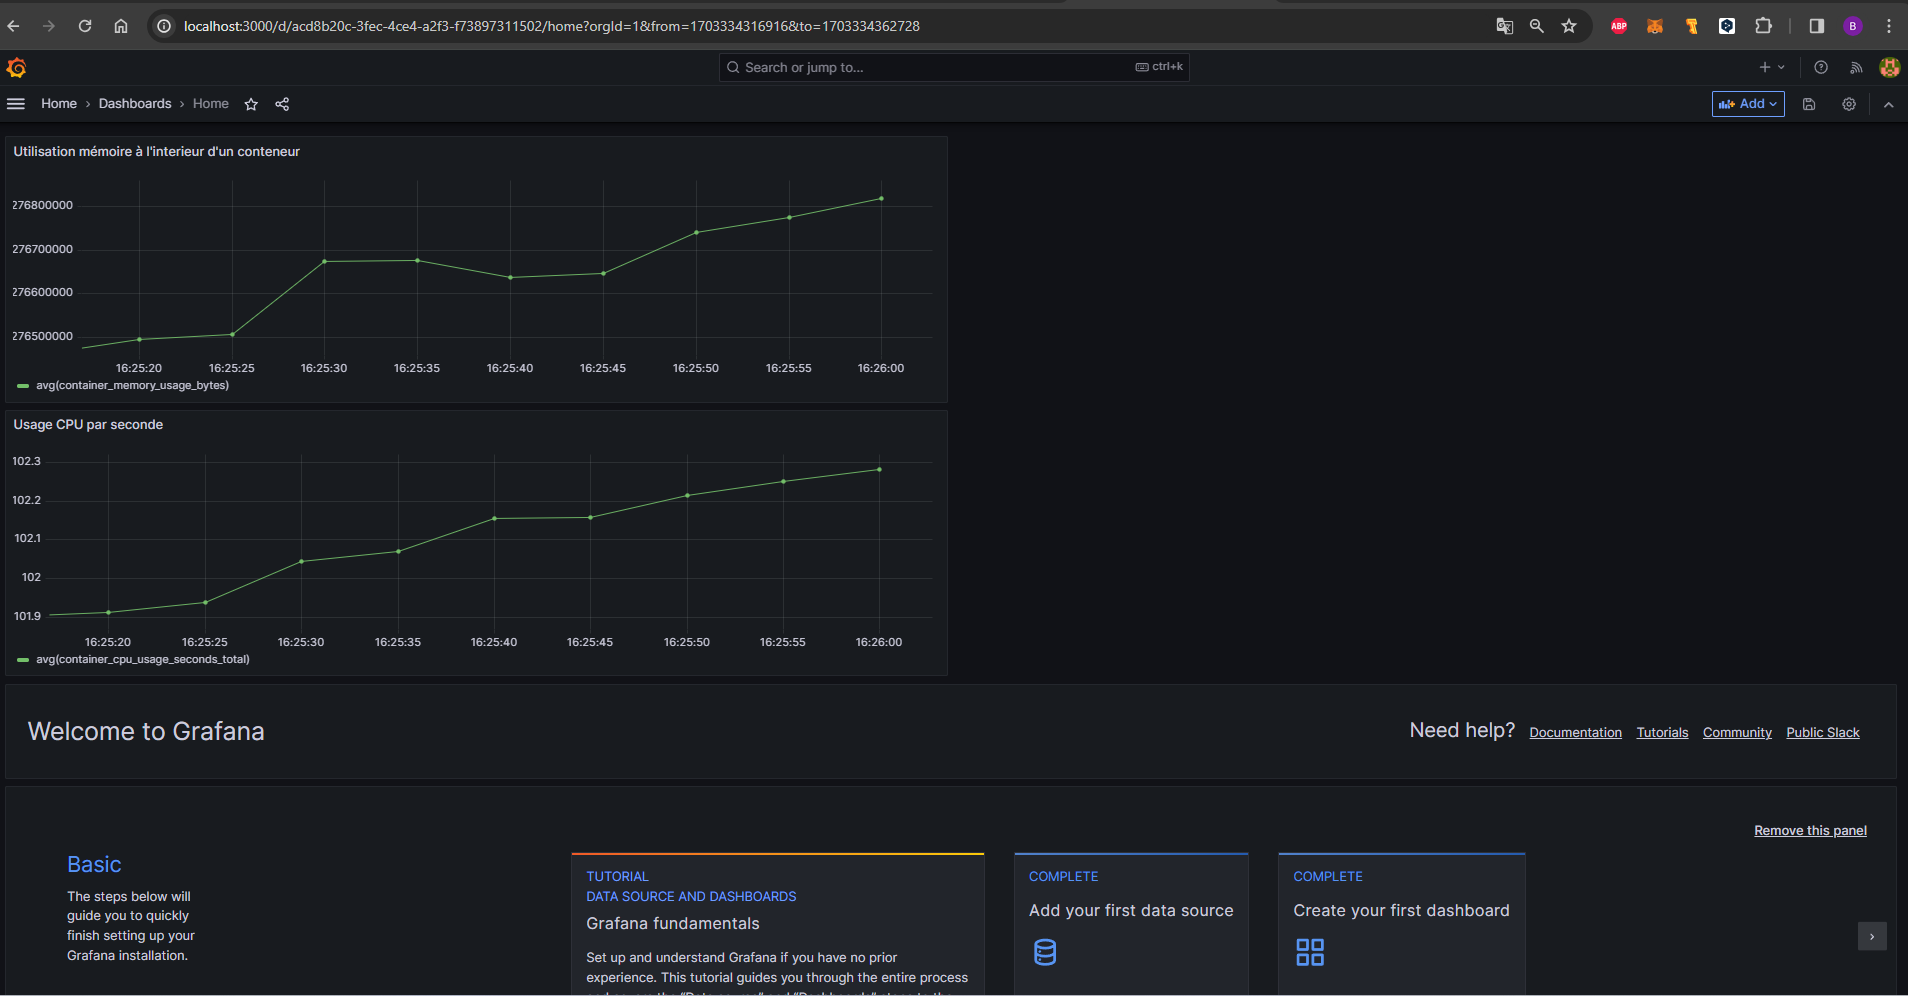 localhost:3000/d/acd8b20c-3fec-4ce4-a2f3-f73897311502/home?orgId=1&from=1703334316916&to=1703334362728
ABP
B
Search or jump to...
ctrl+k
Home › Dashboards › Home
Add
Utilisation mémoire à l'interieur d'un conteneur
276800000
276700000
276600000
276500000
16:25:20 16:25:25 16:25:30 16:25:35 16:25:40 16:25:45 16:25:50 16:25:55 16:26:00
avg(container_memory_usage_bytes)
Usage CPU par seconde
102.3
102.2
102.1
102
101.9
16:25:20 16:25:25 16:25:30 16:25:35 16:25:40 16:25:45 16:25:50 16:25:55 16:26:00
avg(container_cpu_usage_seconds_total)
Welcome to Grafana
Need help? Documentation Tutorials Community Public Slack
Remove this panel
Basic
The steps below will
guide you to quickly
finish setting up your
Grafana installation.
TUTORIAL
DATA SOURCE AND DASHBOARDS
Grafana fundamentals
Set up and understand Grafana if you have no prior
experience. This tutorial guides you through the entire process
COMPLETE
Add your first data source
COMPLETE
Create your first dashboard